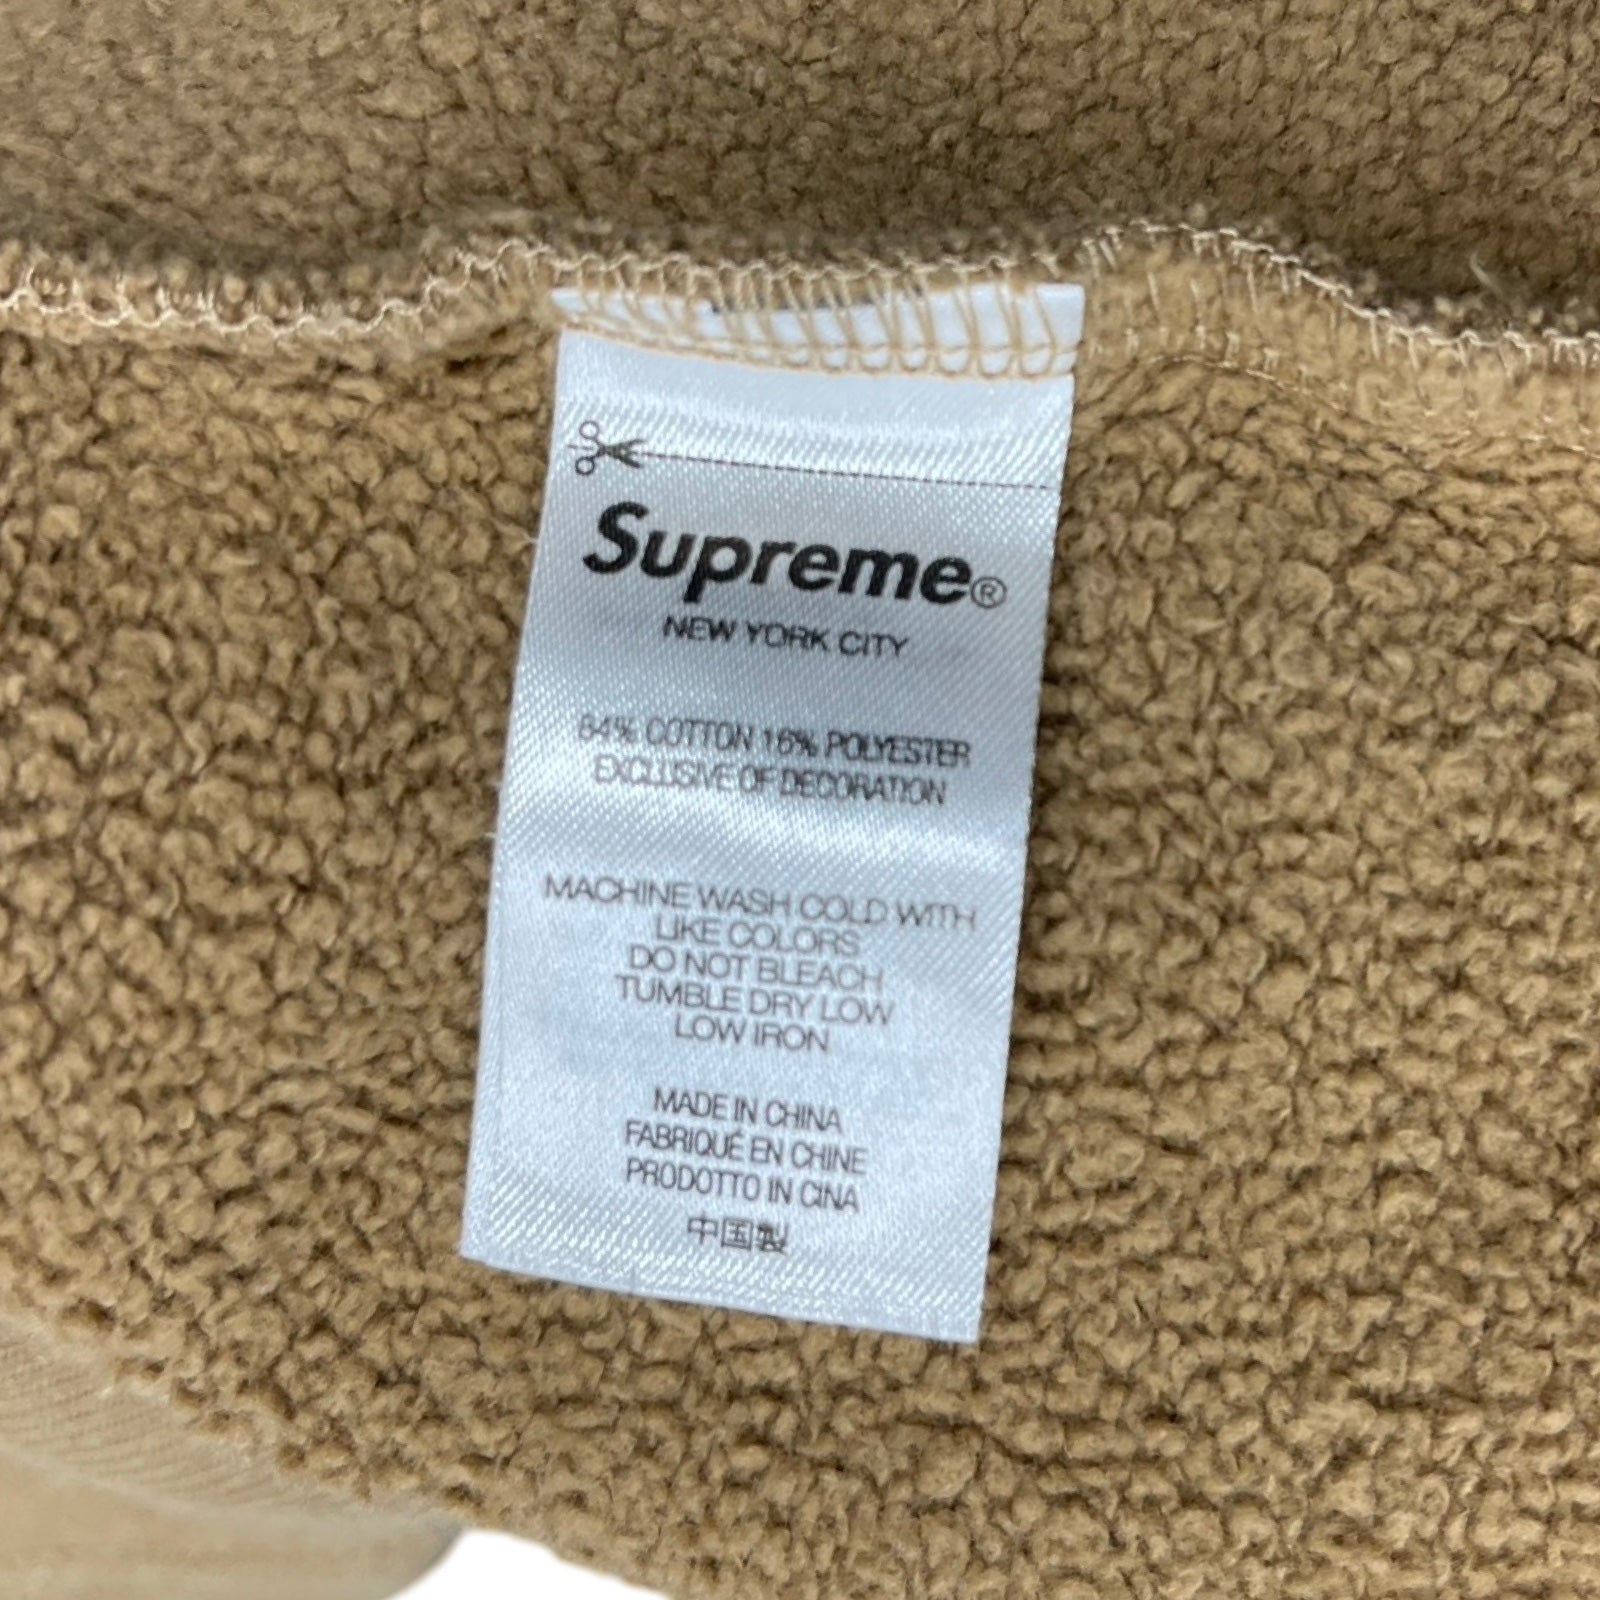 Supreme®
NEW YORK CITY
84% COTTON 16% POLYESTER
EXCLUSIVE OF DECORATION
MACHINE WASH COLD WITH
LIKE COLORS
DO NOT BLEACH
TUMBLE DRY LOW
LOW IRON
MADE IN CHINA
FABRIQUÉ EN CHINE
PRODOTTO IN CINA
中国製